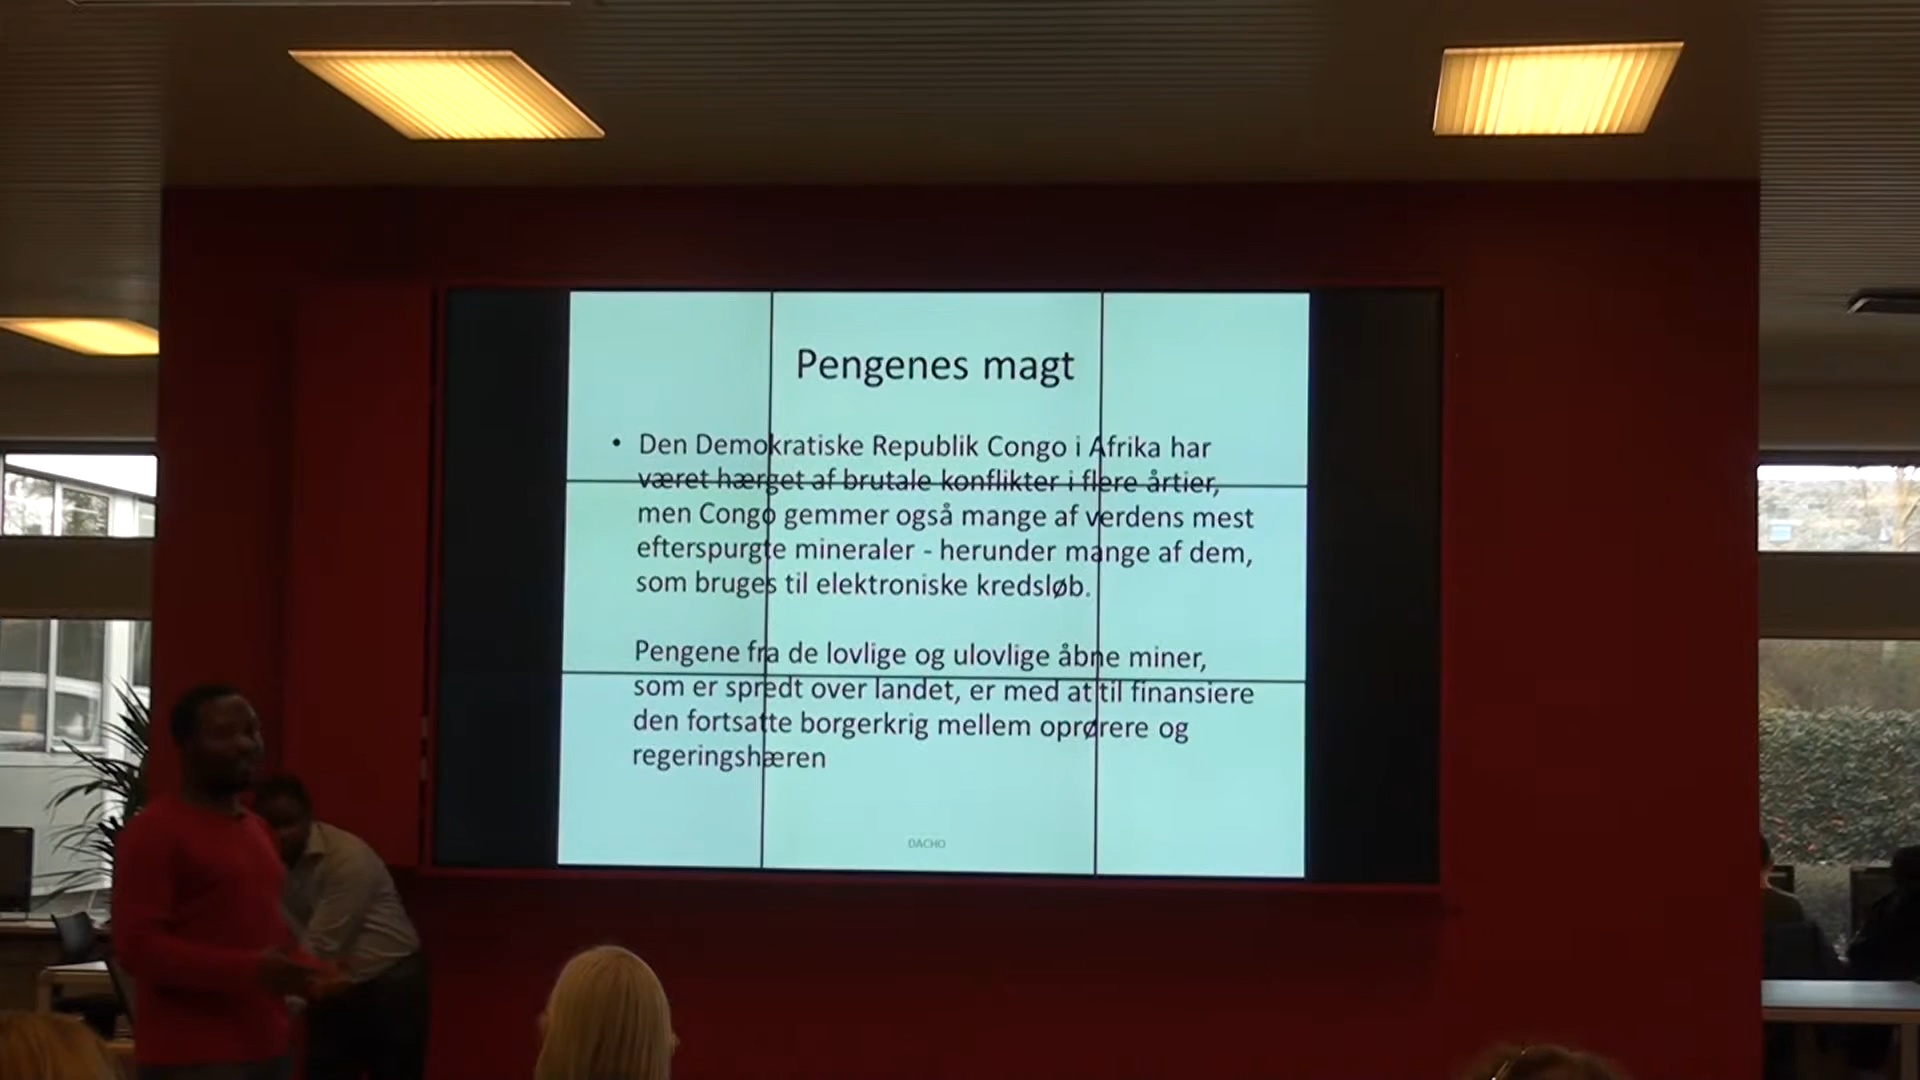 Pengenes magt
• Den Demokratiske Republik Congo i Afrika har
været hærget af brutale konflikter i flere årtier,
men Congo gemmer også mange af verdens mest
efterspurgte mineraler - herunder mange af dem,
som bruges til elektroniske kredsløb.
Pengene fra de lovlige og ulovlige åbne miner,
som er spredt over landet, er med at til finansiere
den fortsatte borgerkrig mellem oprørere og
regeringshæren
DACHO